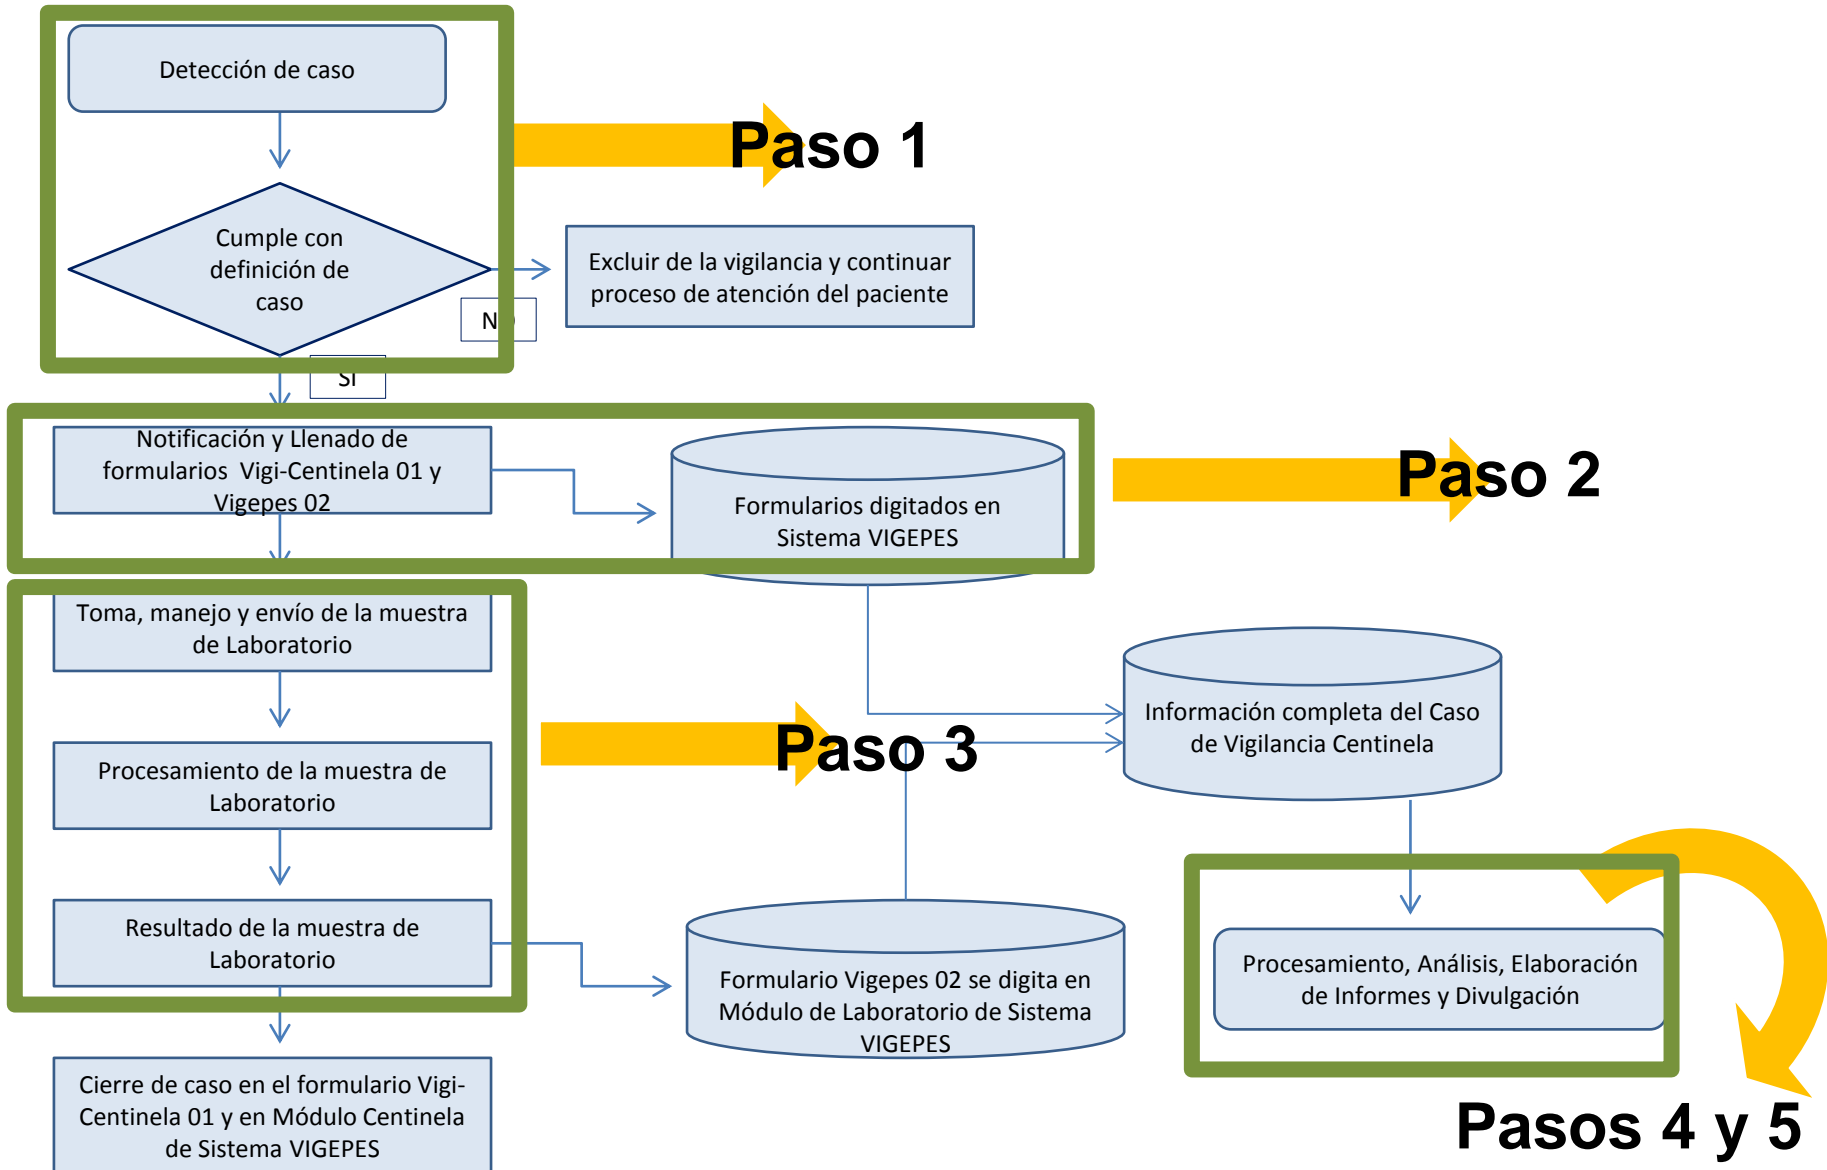 Detección de caso
Paso 1
Cumple con
definición de
caso
Excluir de la vigilancia y continuar
proceso de atención del paciente
NO
SI
Notificación y Llenado de
formularios Vigi-Centinela 01 y
Vigepes 02
Formularios digitados en
Sistema VIGEPES
Paso 2
Toma, manejo y envío de la muestra
de Laboratorio
Procesamiento de la muestra de
Laboratorio
Paso 3
Información completa del Caso
de Vigilancia Centinela
Resultado de la muestra de
Laboratorio
Formulario Vigepes 02 se digita en
Módulo de Laboratorio de Sistema
VIGEPES
Procesamiento, Análisis, Elaboración
de Informes y Divulgación
Cierre de caso en el formulario Vigi-
Centinela 01 y en Módulo Centinela
de Sistema VIGEPES
Pasos 4 y 5